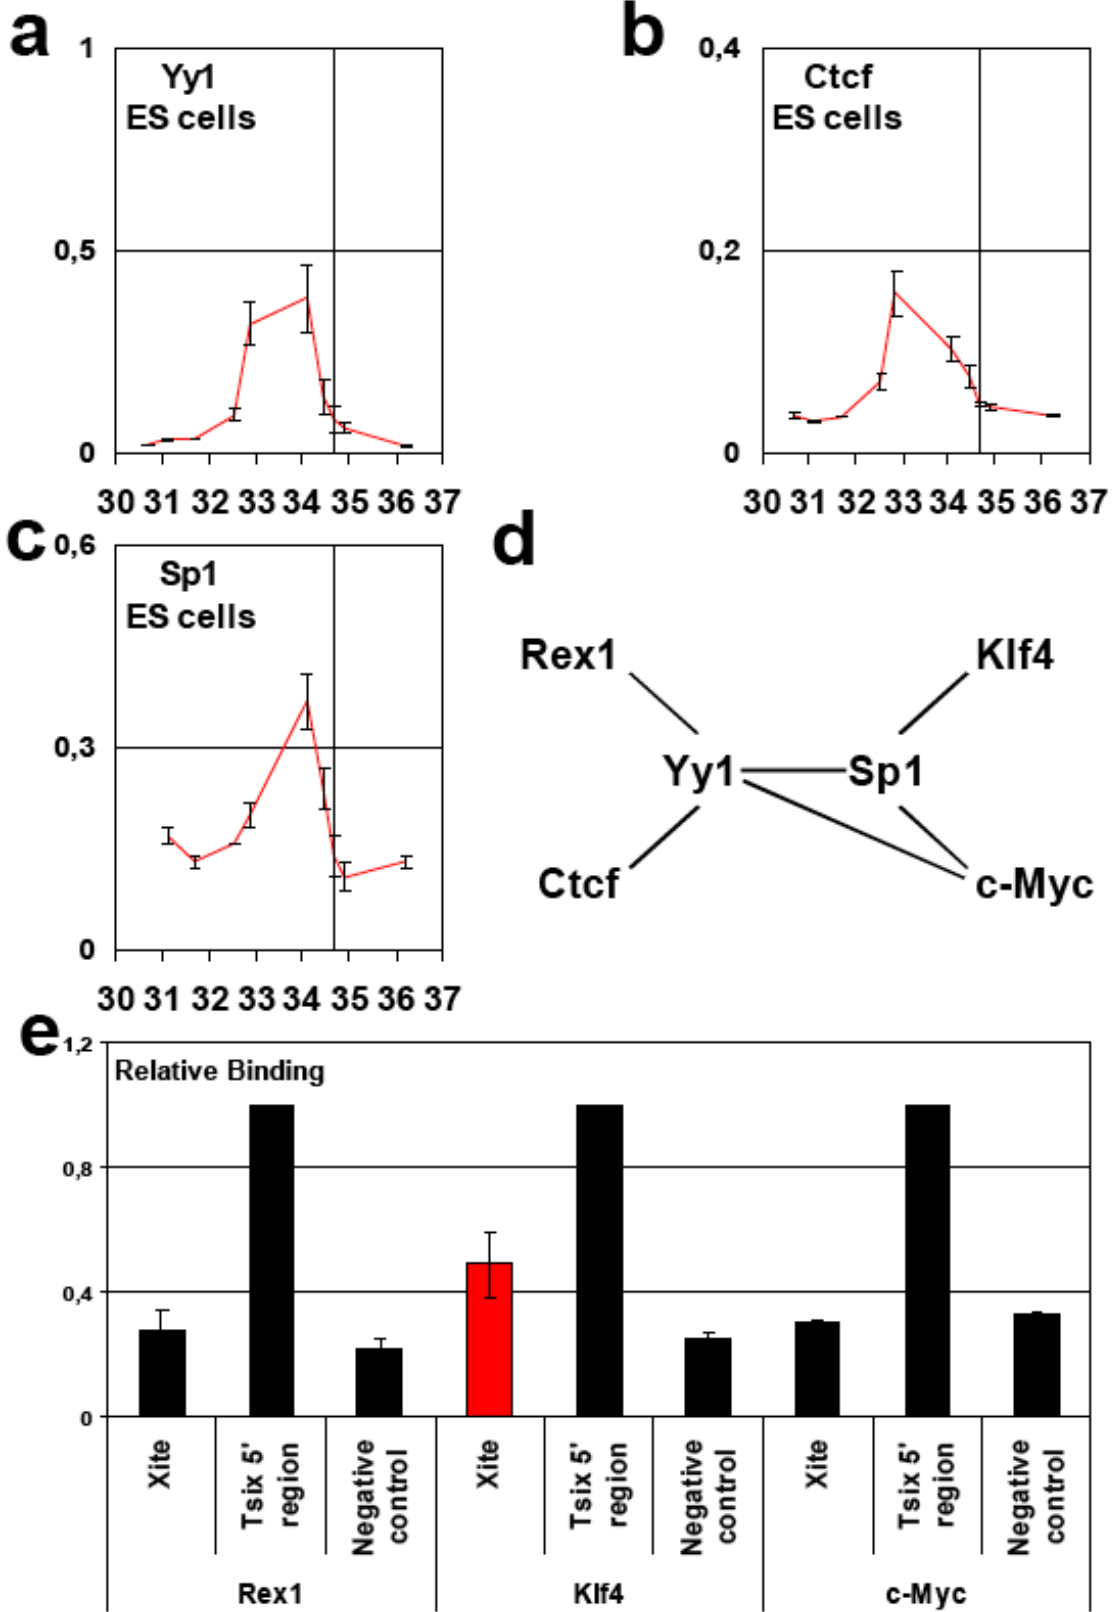 a
1
Yy1
ES cells
0,5
0
30 31 32 33 34 35 36 37
b
0,4
Ctcf
ES cells
0,2
0
30 31 32 33 34 35 36 37
c
0,6
Sp1
ES cells
0,3
0
30 31 32 33 34 35 36 37
d
Rex1
Klf4
Yy1
Sp1
Ctcf
c-Myc
e
1,2
Relative Binding
0,8
0,4
0
Xite
Tsix 5'
region
Negative
control
Xite
Tsix 5'
region
Negative
control
Xite
Tsix 5'
region
Negative
control
Rex1
Klf4
c-Myc